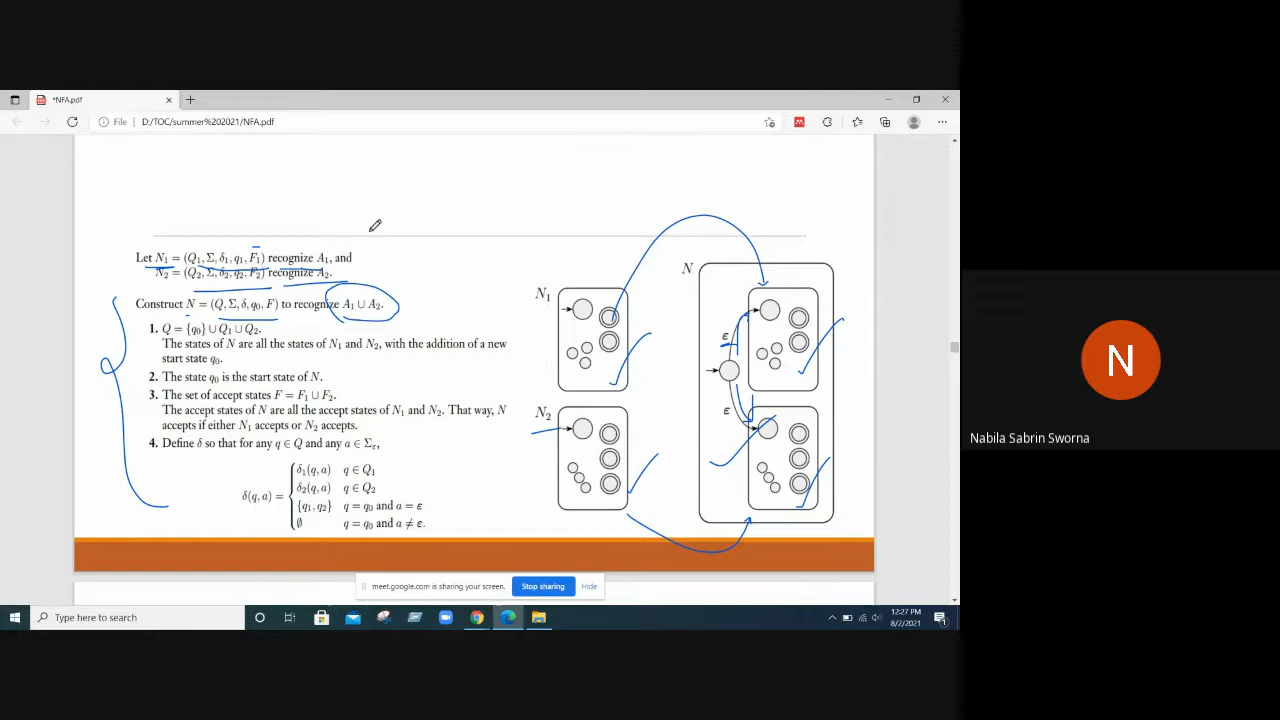 *NFA.pdf
File D:/TOC/summer%202021/NFA.pdf
Let N₁ = (Q₁, Σ, δ₁, q₁, F₁) recognize A₁, and
N₂ = (Q₂, Σ, δ₂, q₂, F₂) recognize A₂.
Construct N = (Q, Σ, δ, q₀, F) to recognize A₁ ∪ A₂.
1. Q = {q₀} ∪ Q₁ ∪ Q₂.
The states of N are all the states of N₁ and N₂, with the addition of a new
start state q₀.
2. The state q₀ is the start state of N.
3. The set of accept states F = F₁ ∪ F₂.
The accept states of N are all the accept states of N₁ and N₂. That way, N
accepts if either N₁ accepts or N₂ accepts.
4. Define δ so that for any q ∈ Q and any a ∈ Σε,
δ(q, a) =
δ₁(q, a) q ∈ Q₁
δ₂(q, a) q ∈ Q₂
{q₁, q₂} q = q₀ and a = ε
∅ q = q₀ and a ≠ ε.
N₁
N₂
N
ε
ε
meet.google.com is sharing your screen. Stop sharing Hide
Type here to search
12:27 PM
8/2/2021
N
Nabila Sabrin Sworna